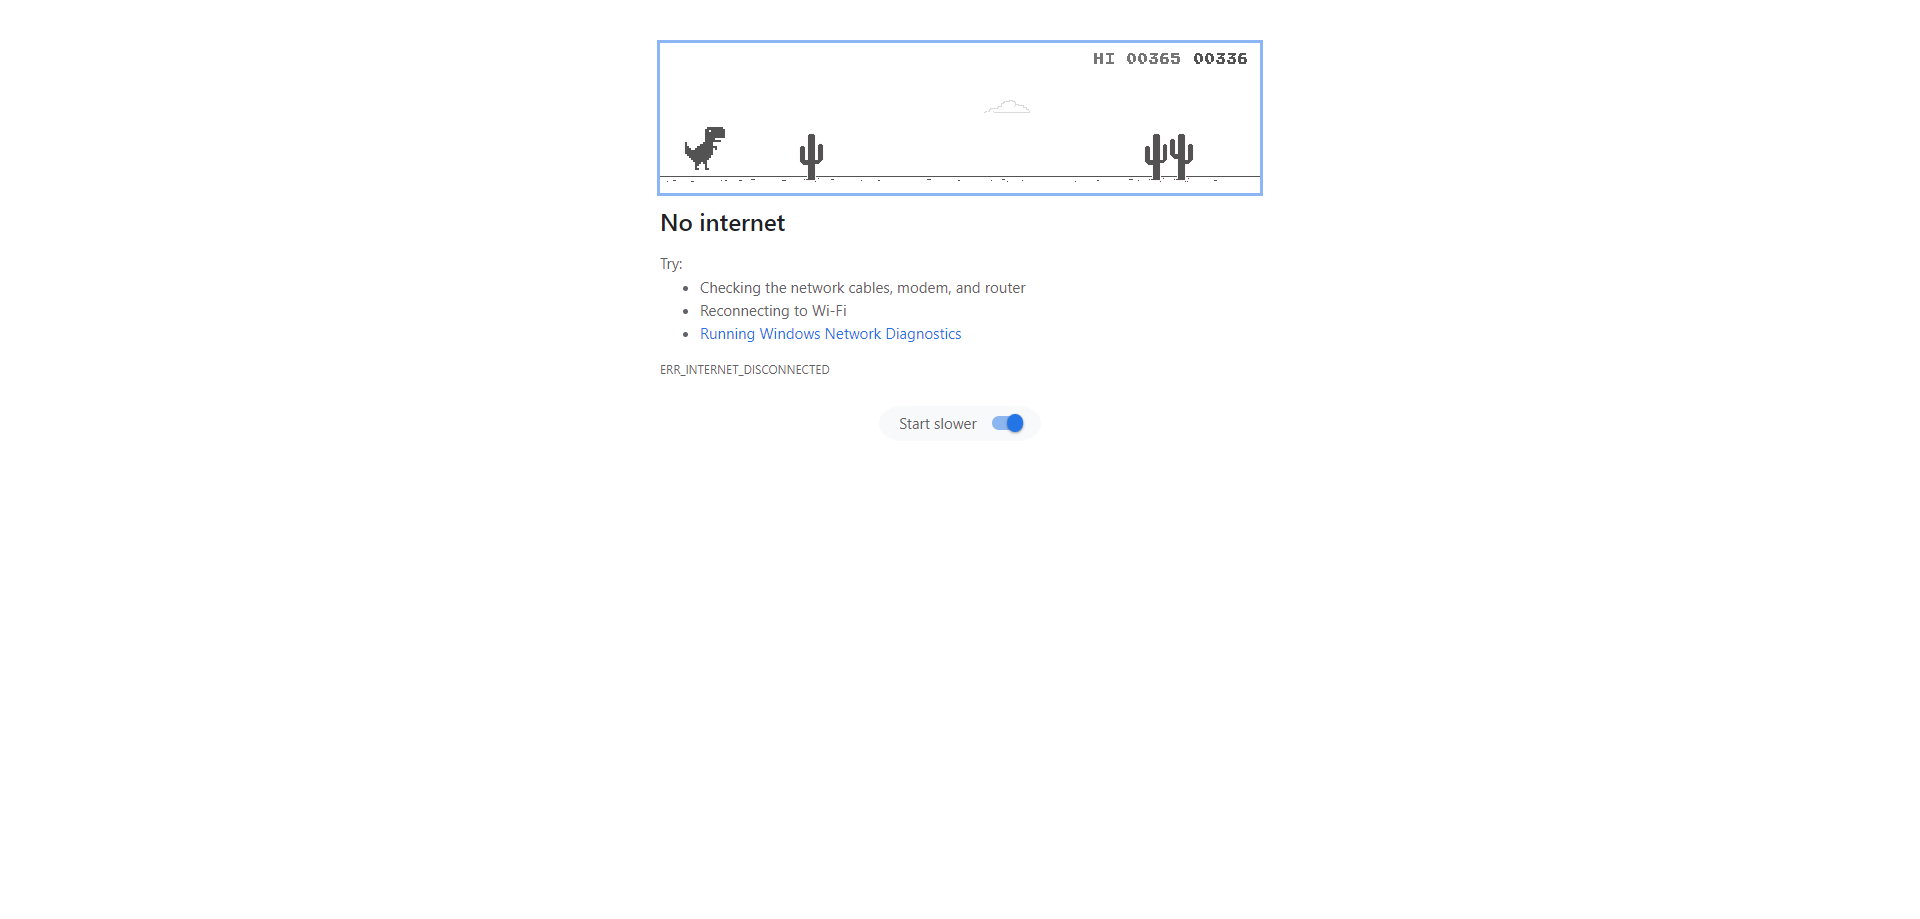 HI 00365 00336
No internet
Try:
Checking the network cables, modem, and router
Reconnecting to Wi-Fi
Running Windows Network Diagnostics
ERR_INTERNET_DISCONNECTED
Start slower